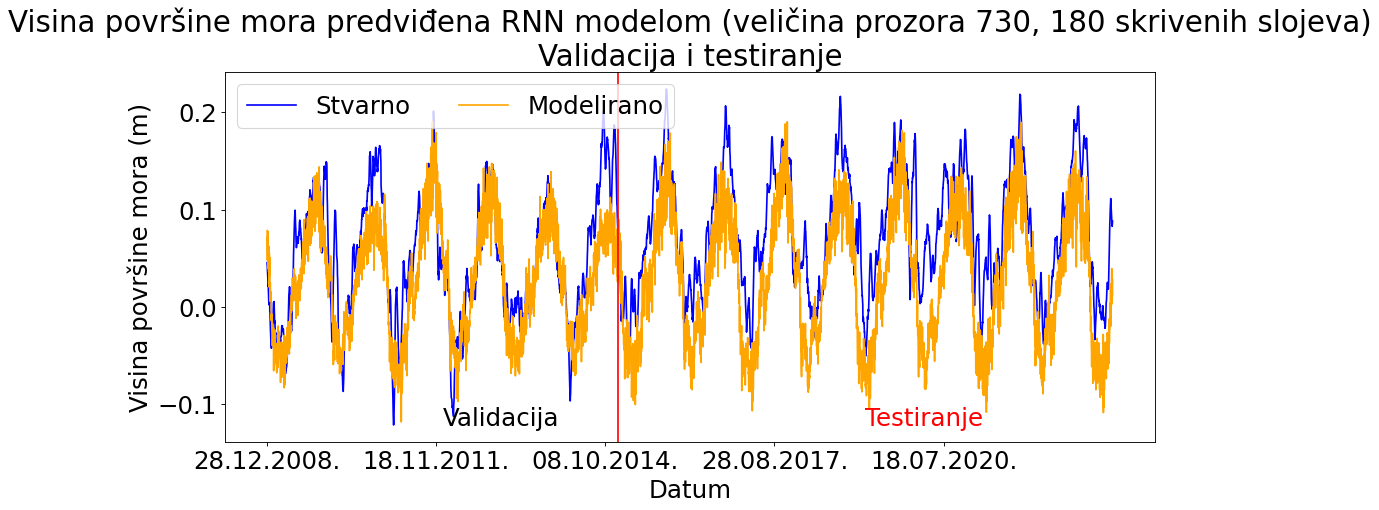 Visina površine mora predviđena RNN modelom (veličina prozora 730, 180 skrivenih slojeva)
Validacija i testiranje
Stvarno
Modelirano
Visina površine mora (m)
0.2
0.1
0.0
−0.1
Validacija
Testiranje
28.12.2008.
18.11.2011.
08.10.2014.
28.08.2017.
18.07.2020.
Datum